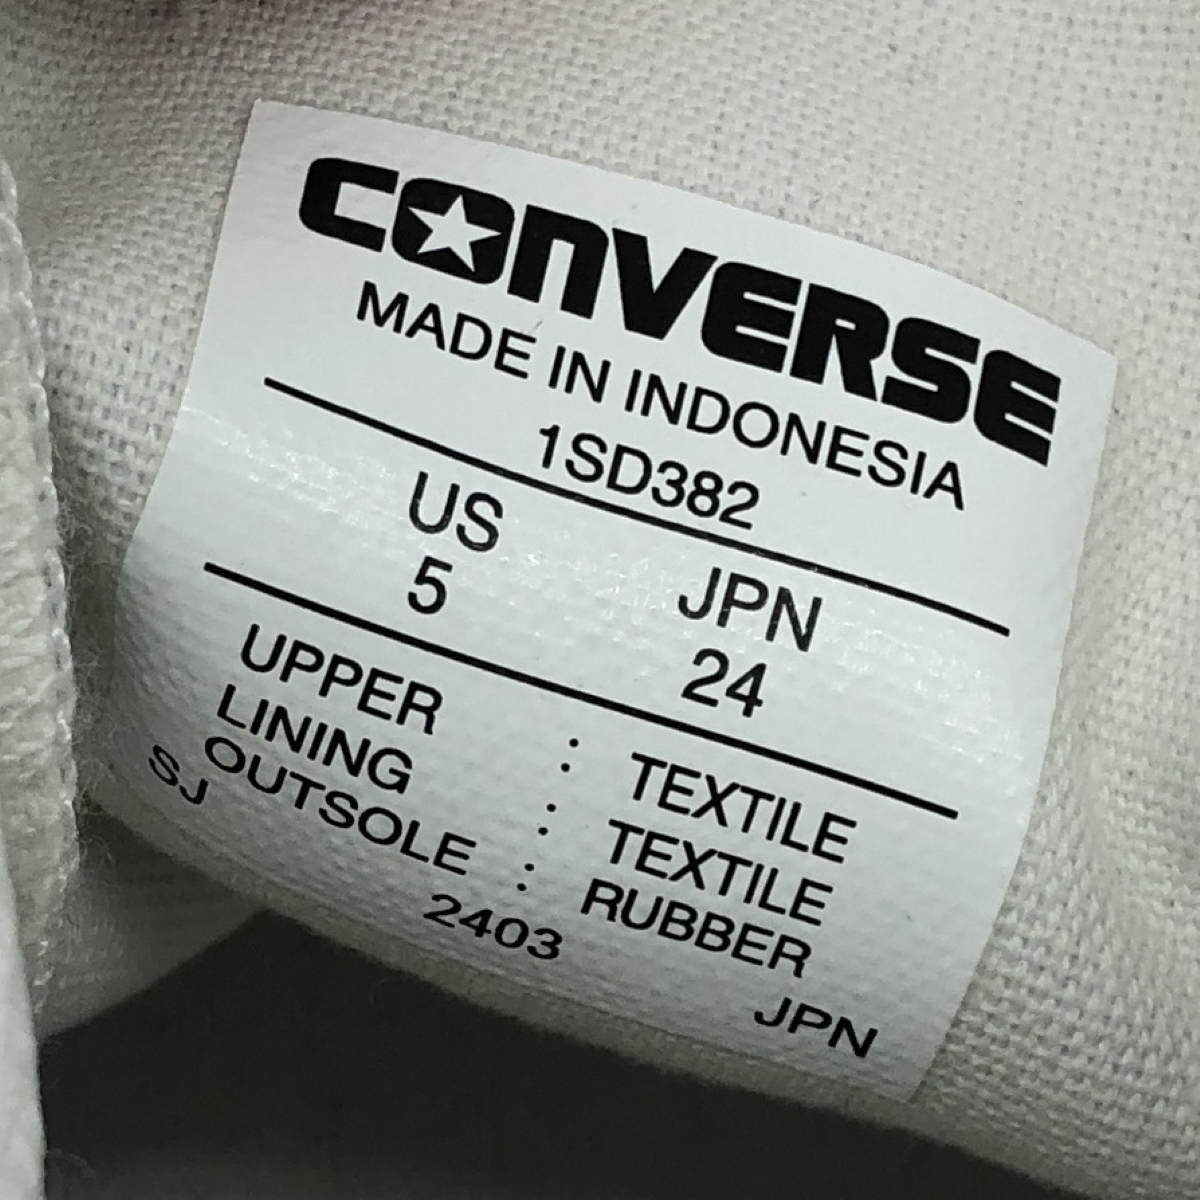 CONVERSE
MADE IN INDONESIA
1SD382
US JPN
5 24
UPPER : TEXTILE
LINING : TEXTILE
OUTSOLE : RUBBER
SJ 2403 JPN